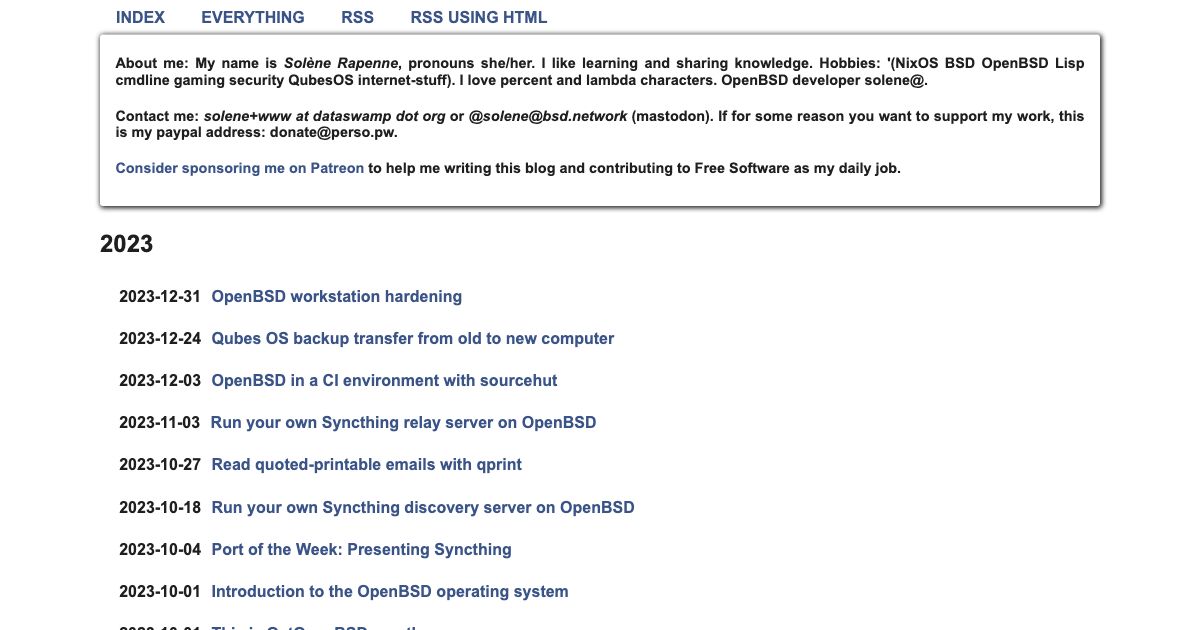 INDEX EVERYTHING RSS RSS USING HTML
About me: My name is Solène Rapenne, pronouns she/her. I like learning and sharing knowledge. Hobbies: '(NixOS BSD OpenBSD Lisp
cmdline gaming security QubesOS internet-stuff). I love percent and lambda characters. OpenBSD developer solene@.
Contact me: solene+www at dataswamp dot org or @solene@bsd.network (mastodon). If for some reason you want to support my work, this
is my paypal address: donate@perso.pw.
Consider sponsoring me on Patreon to help me writing this blog and contributing to Free Software as my daily job.
2023
2023-12-31 OpenBSD workstation hardening
2023-12-24 Qubes OS backup transfer from old to new computer
2023-12-03 OpenBSD in a CI environment with sourcehut
2023-11-03 Run your own Syncthing relay server on OpenBSD
2023-10-27 Read quoted-printable emails with qprint
2023-10-18 Run your own Syncthing discovery server on OpenBSD
2023-10-04 Port of the Week: Presenting Syncthing
2023-10-01 Introduction to the OpenBSD operating system